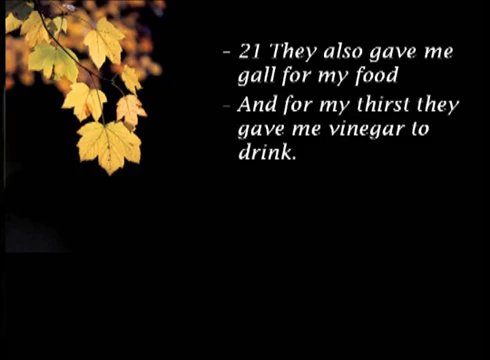 - 21 They also gave me
gall for my food
- And for my thirst they
gave me vinegar to
drink.